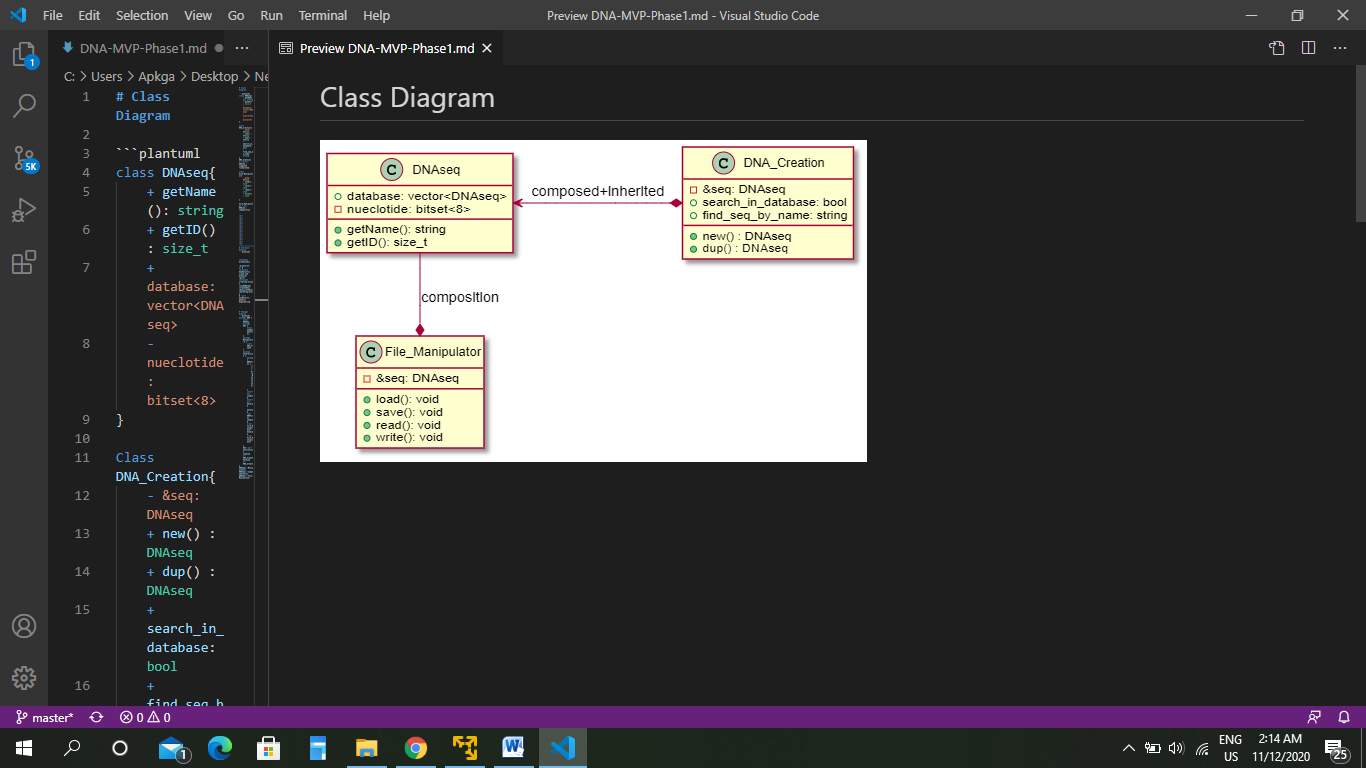 File Edit Selection View Go Run Terminal Help
Preview DNA-MVP-Phase1.md - Visual Studio Code
1
5K
DNA-MVP-Phase1.md
C: > Users > Apkga > Desktop > Ne
1 # Class
Diagram
2
3 ```plantuml
4 class DNAseq{
5 + getName
(): string
6 + getID()
: size_t
7 +
database:
vector<DNA
seq>
8 -
nueclotide
:
bitset<8>
9 }
10
11 Class
DNA_Creation{
12 - &seq:
DNAseq
13 + new() :
DNAseq
14 + dup() :
DNAseq
15 +
search_in_
database:
bool
16 +
find_seq_b
Preview DNA-MVP-Phase1.md
Class Diagram
C DNAseq
database: vector<DNAseq>
nueclotide: bitset<8>
getName(): string
getID(): size_t
composed+Inherited
C DNA_Creation
&seq: DNAseq
search_in_database: bool
find_seq_by_name: string
new() : DNAseq
dup() : DNAseq
composition
C File_Manipulator
&seq: DNAseq
load(): void
save(): void
read(): void
write(): void
master* 0 0
1
W
ENG
US
2:14 AM
11/12/2020
25